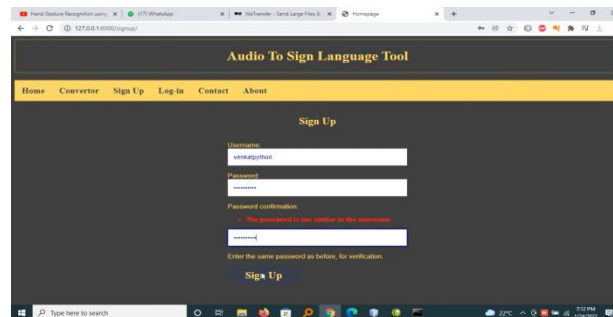 Hand Gesture Recognition using
(17) WhatsApp
WeTransfer - Send Large Files &
Homepage
127.0.0.1:8000/signup/
Audio To Sign Language Tool
Home Convertor Sign Up Log-in Contact About
Sign Up
Username:
venkatpython
Password:
Password confirmation:
The password is too similar to the username.
Enter the same password as before, for verification.
Sign Up
Type here to search
22°C
7:12 PM